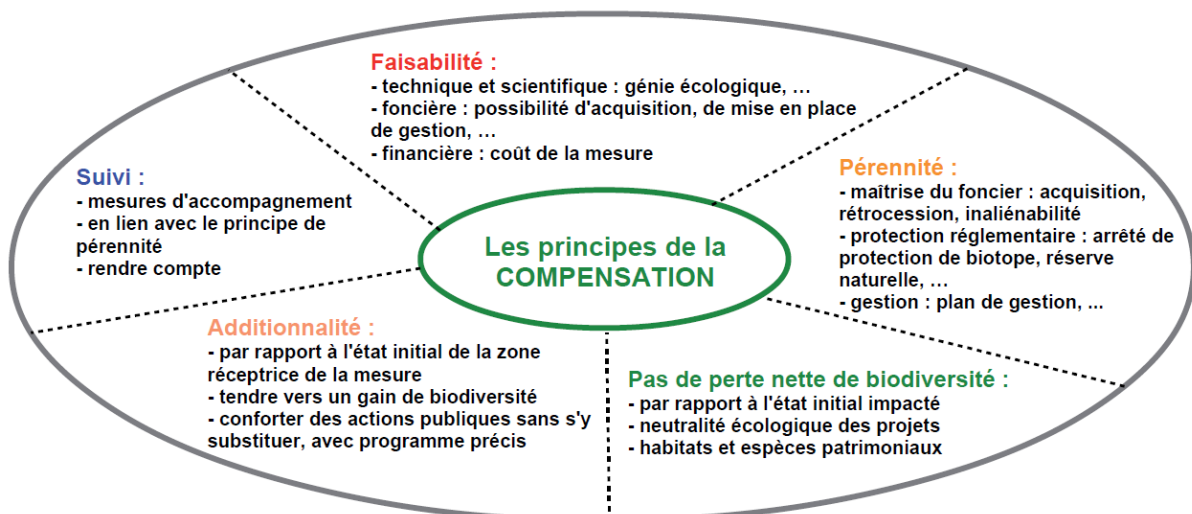 Faisabilité :
- technique et scientifique : génie écologique, …
- foncière : possibilité d'acquisition, de mise en place
de gestion, …
- financière : coût de la mesure
Suivi :
- mesures d'accompagnement
- en lien avec le principe de
pérennité
- rendre compte
Les principes de la
COMPENSATION
Pérennité :
- maîtrise du foncier : acquisition,
rétrocession, inaliénabilité
- protection réglementaire : arrêté de
protection de biotope, réserve
naturelle, …
- gestion : plan de gestion, ...
Additionnalité :
- par rapport à l'état initial de la zone
réceptrice de la mesure
- tendre vers un gain de biodiversité
- conforter des actions publiques sans s'y
substituer, avec programme précis
Pas de perte nette de biodiversité :
- par rapport à l'état initial impacté
- neutralité écologique des projets
- habitats et espèces patrimoniaux